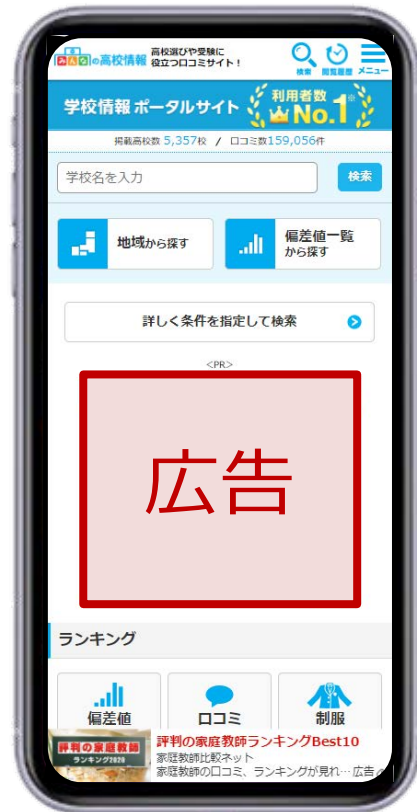 みんなの高校情報
高校選びや受験に
役立つ口コミサイト!
検索 閲覧履歴 メニュー
学校情報 ポータルサイト
利用者数
No.1※
掲載高校数 5,357校 / 口コミ数159,056件
学校名を入力
検索
地域から探す
偏差値一覧
から探す
詳しく条件を指定して検索
<PR>
広告
ランキング
偏差値
口コミ
制服
評判の家庭教師
ランキング2020
評判の家庭教師ランキングBest10
家庭教師比較ネット
家庭教師の口コミ、ランキングが見れ… 広告